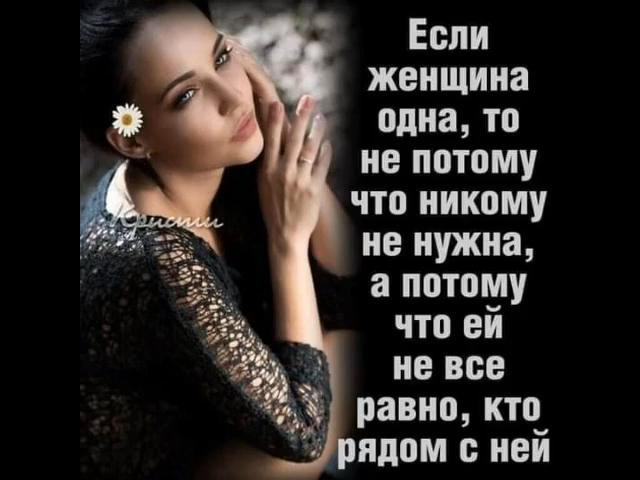 Если
женщина
одна, то
не потому
что никому
не нужна,
а потому
что ей
не все
равно, кто
рядом с ней
Кристи